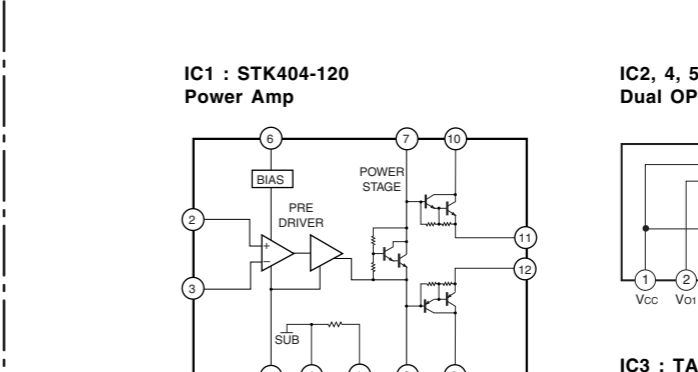 IC1 : STK404-120
Power Amp
6
7
10
BIAS
POWER
STAGE
PRE
DRIVER
2
+
11
−
12
3
SUB
IC2, 4, 5
Dual OP
1
2
Vcc
Vo1
IC3 : TA